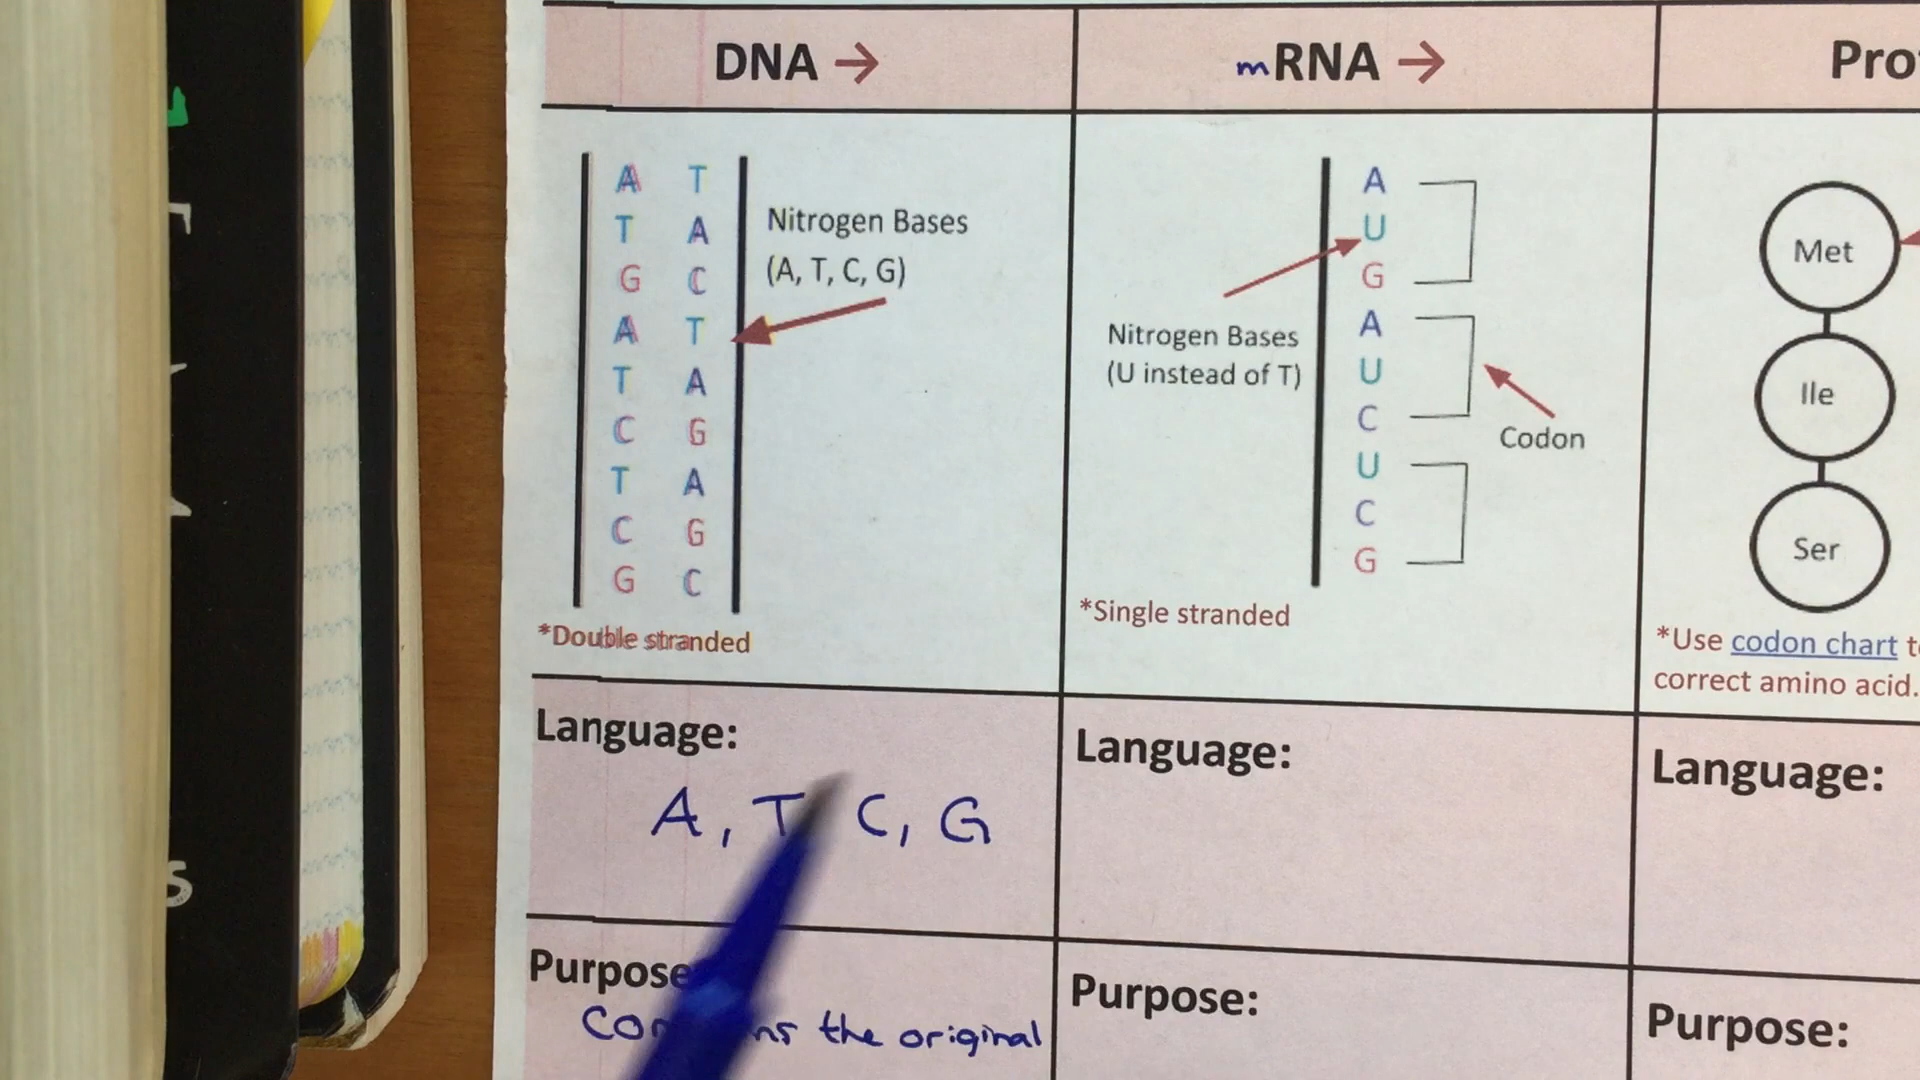 DNA →
mRNA →
A T
T A
G C
A T
T A
C G
T A
C G
G C
Nitrogen Bases
(A, T, C, G)
*Double stranded
A
U
G
A
U
C
U
C
G
Nitrogen Bases
(U instead of T)
Codon
*Single stranded
Met
Ile
Ser
*Use codon chart
correct amino acid.
Language:
A, T C, G
Language:
Language:
Purpose
the original
Purpose:
Purpose: